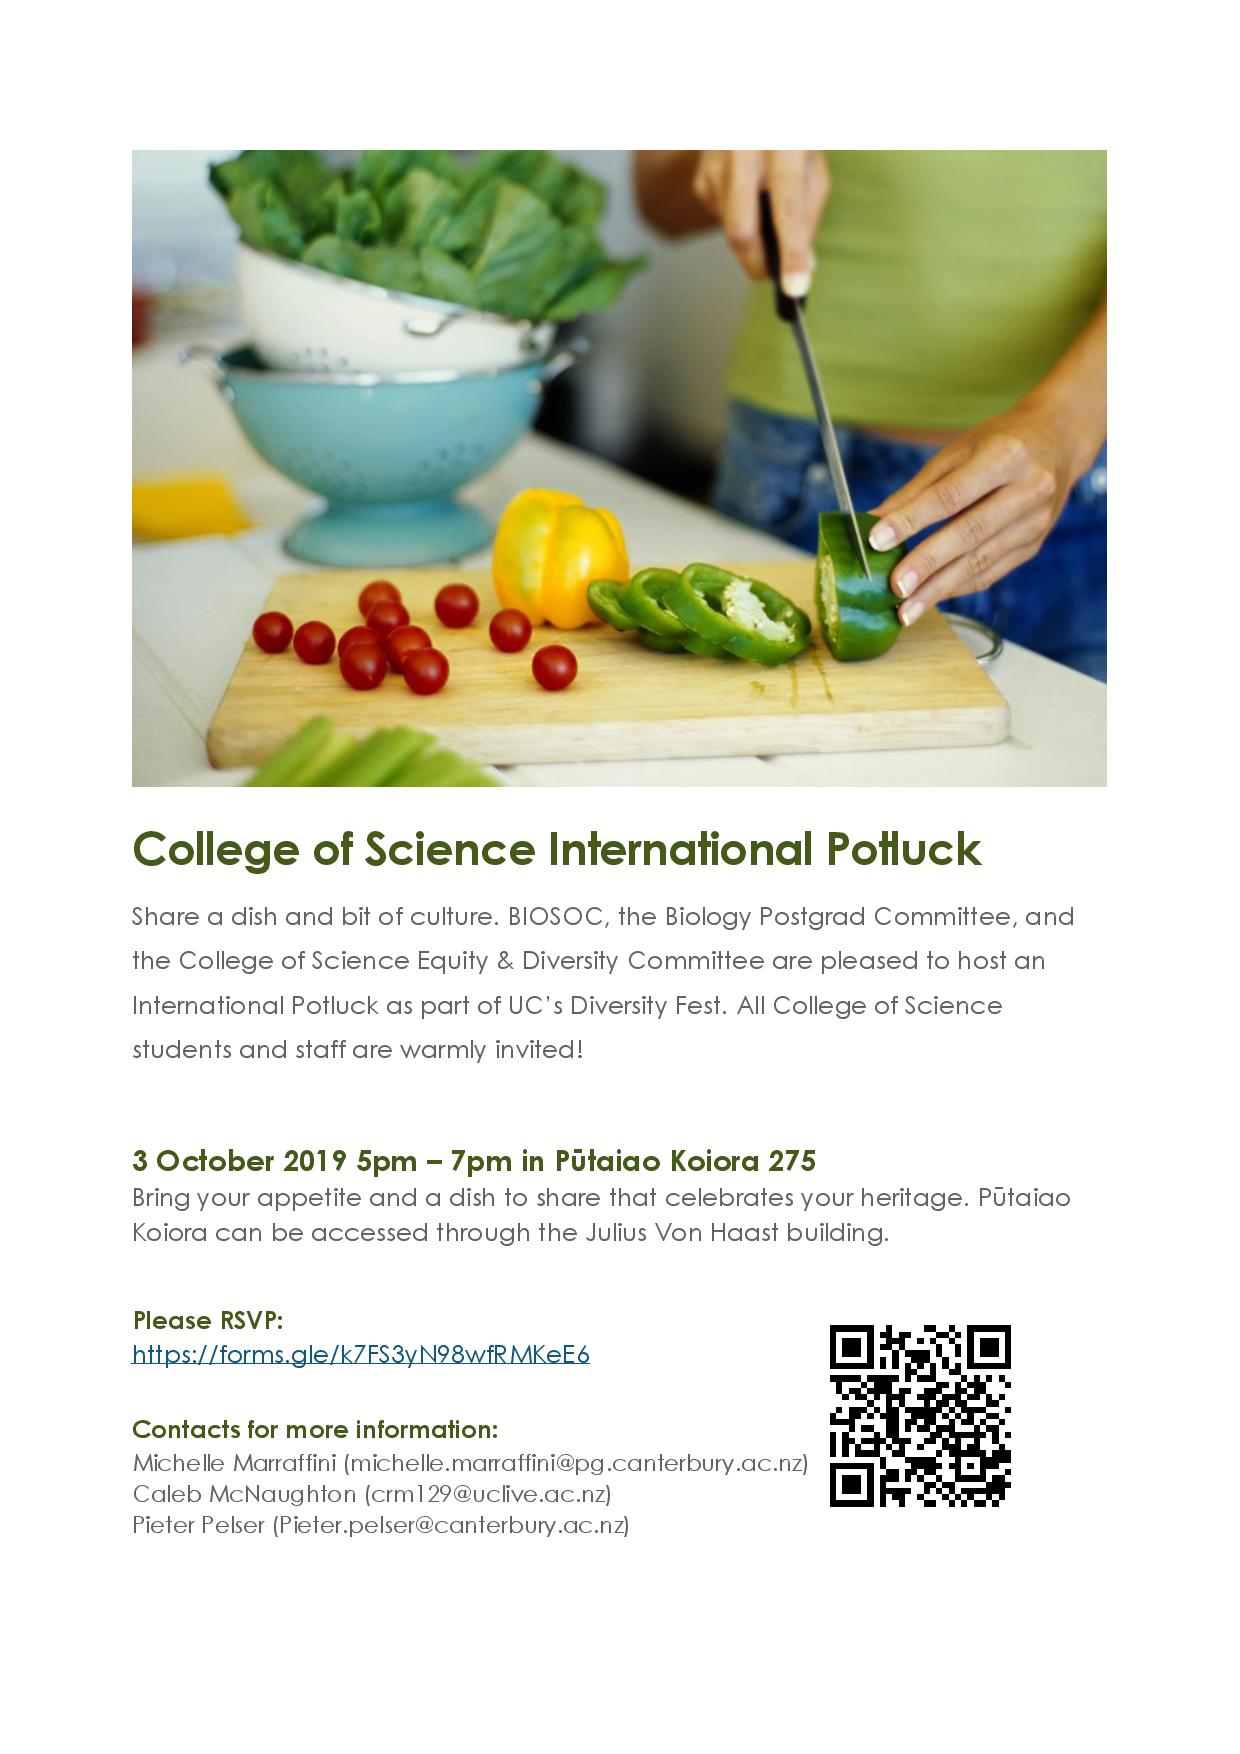 College of Science International Potluck
Share a dish and bit of culture. BIOSOC, the Biology Postgrad Committee, and
the College of Science Equity & Diversity Committee are pleased to host an
International Potluck as part of UC’s Diversity Fest. All College of Science
students and staff are warmly invited!
3 October 2019 5pm – 7pm in Pūtaiao Koiora 275
Bring your appetite and a dish to share that celebrates your heritage. Pūtaiao
Koiora can be accessed through the Julius Von Haast building.
Please RSVP:
https://forms.gle/k7FS3yN98wfRMKeE6
Contacts for more information:
Michelle Marraffini (michelle.marraffini@pg.canterbury.ac.nz)
Caleb McNaughton (crm129@uclive.ac.nz)
Pieter Pelser (Pieter.pelser@canterbury.ac.nz)